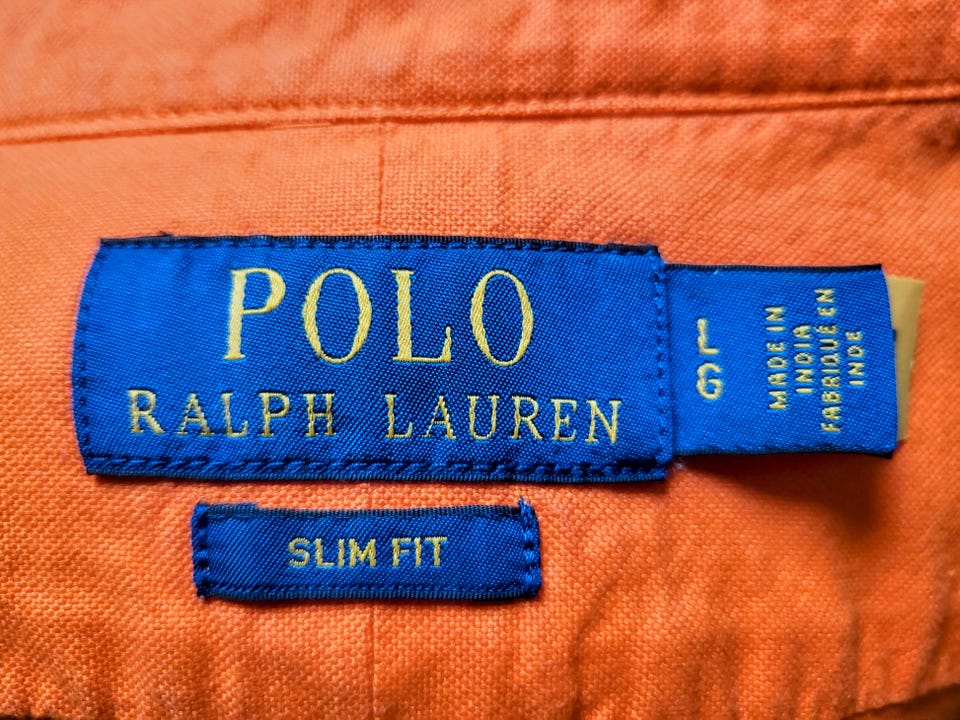 POLO
RALPH LAUREN
L
G
MADE IN
INDIA
FABRIQUÉ EN
INDE
SLIM FIT